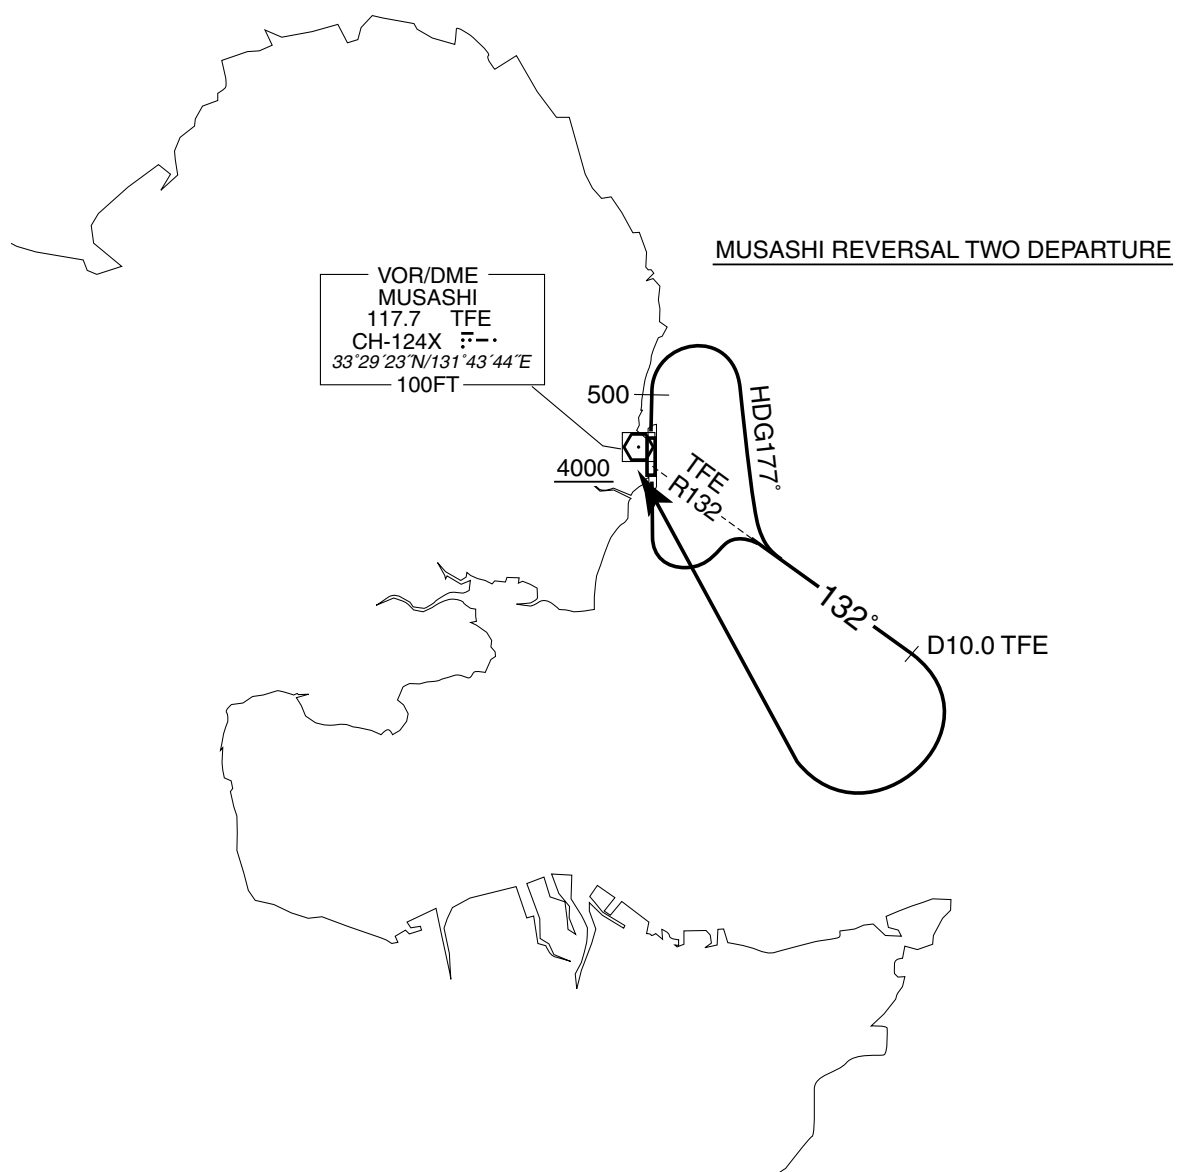 MUSASHI REVERSAL TWO DEPARTURE
VOR/DME
MUSASHI
117.7 TFE
CH-124X
33°29´23˝N/131°43´44˝E
100FT
500
HDG177°
4000
TFE
R132
132°
D10.0 TFE